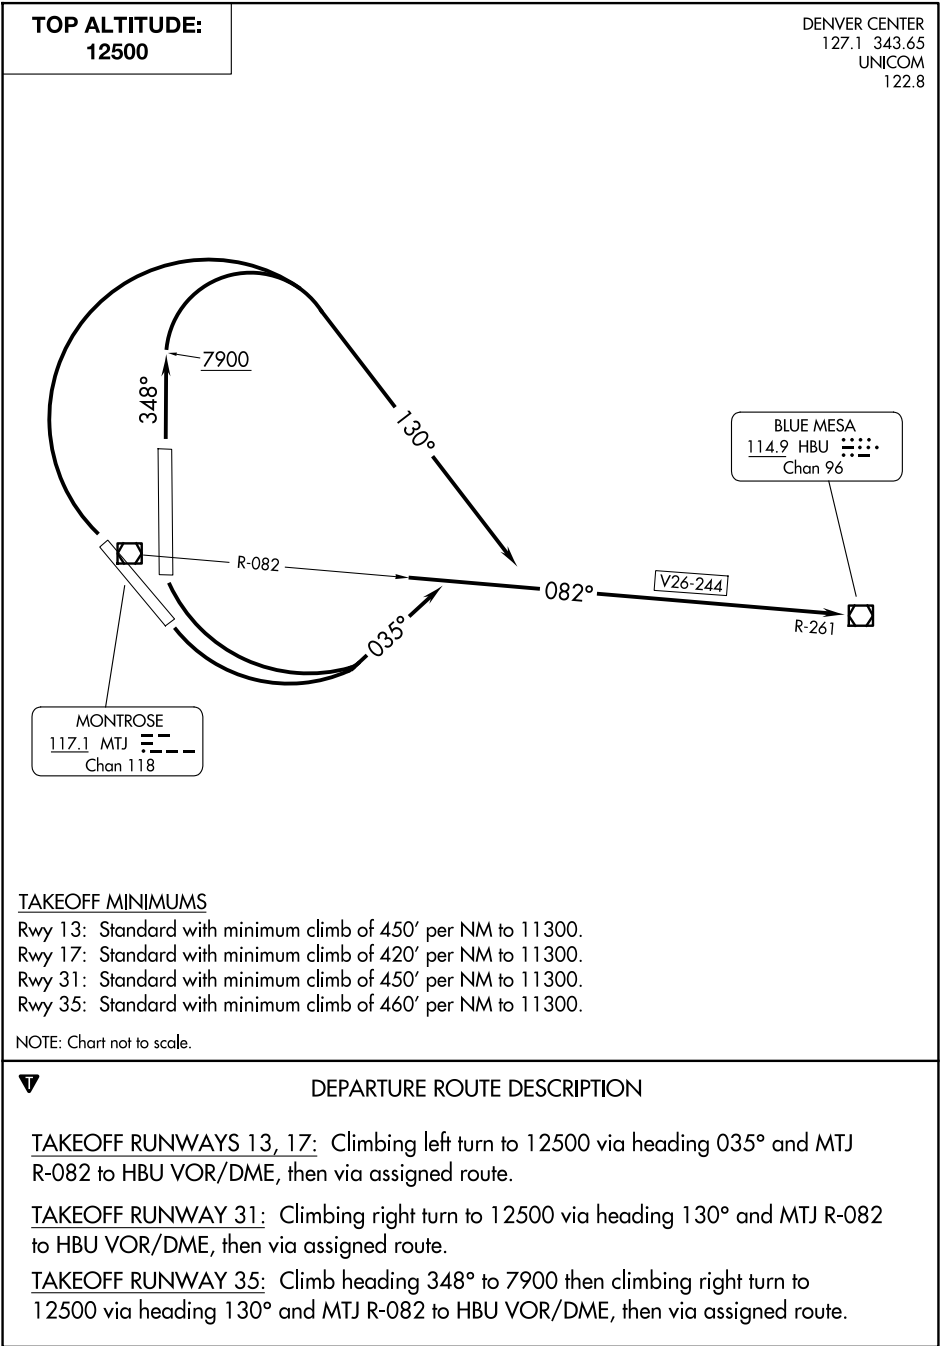 TOP ALTITUDE:
12500
DENVER CENTER
127.1 343.65
UNICOM
122.8
7900
348°
130°
BLUE MESA
114.9 HBU
Chan 96
R-082
082°
V26-244
R-261
035°
MONTROSE
117.1 MTJ
Chan 118
TAKEOFF MINIMUMS
Rwy 13: Standard with minimum climb of 450' per NM to 11300.
Rwy 17: Standard with minimum climb of 420' per NM to 11300.
Rwy 31: Standard with minimum climb of 450' per NM to 11300.
Rwy 35: Standard with minimum climb of 460' per NM to 11300.
NOTE: Chart not to scale.
T
DEPARTURE ROUTE DESCRIPTION
TAKEOFF RUNWAYS 13, 17: Climbing left turn to 12500 via heading 035° and MTJ
R-082 to HBU VOR/DME, then via assigned route.
TAKEOFF RUNWAY 31: Climbing right turn to 12500 via heading 130° and MTJ R-082
to HBU VOR/DME, then via assigned route.
TAKEOFF RUNWAY 35: Climb heading 348° to 7900 then climbing right turn to
12500 via heading 130° and MTJ R-082 to HBU VOR/DME, then via assigned route.